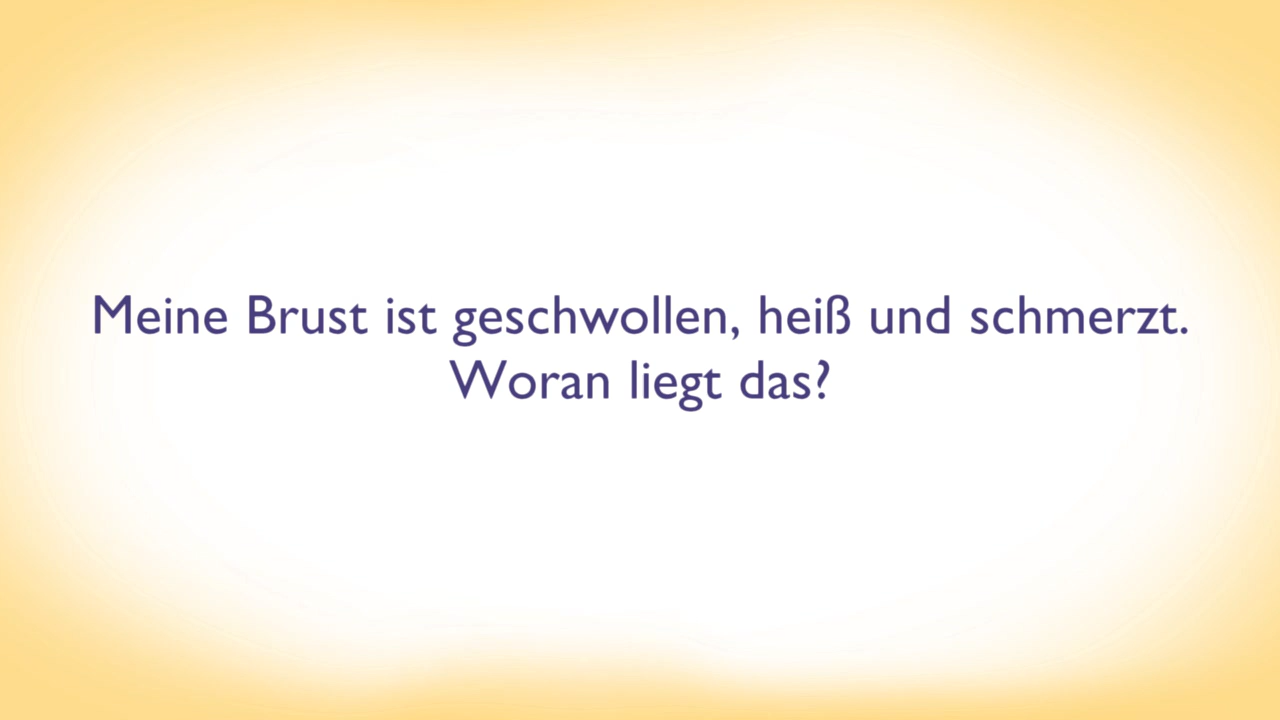 Meine Brust ist geschwollen, heiß und schmerzt.
Woran liegt das?